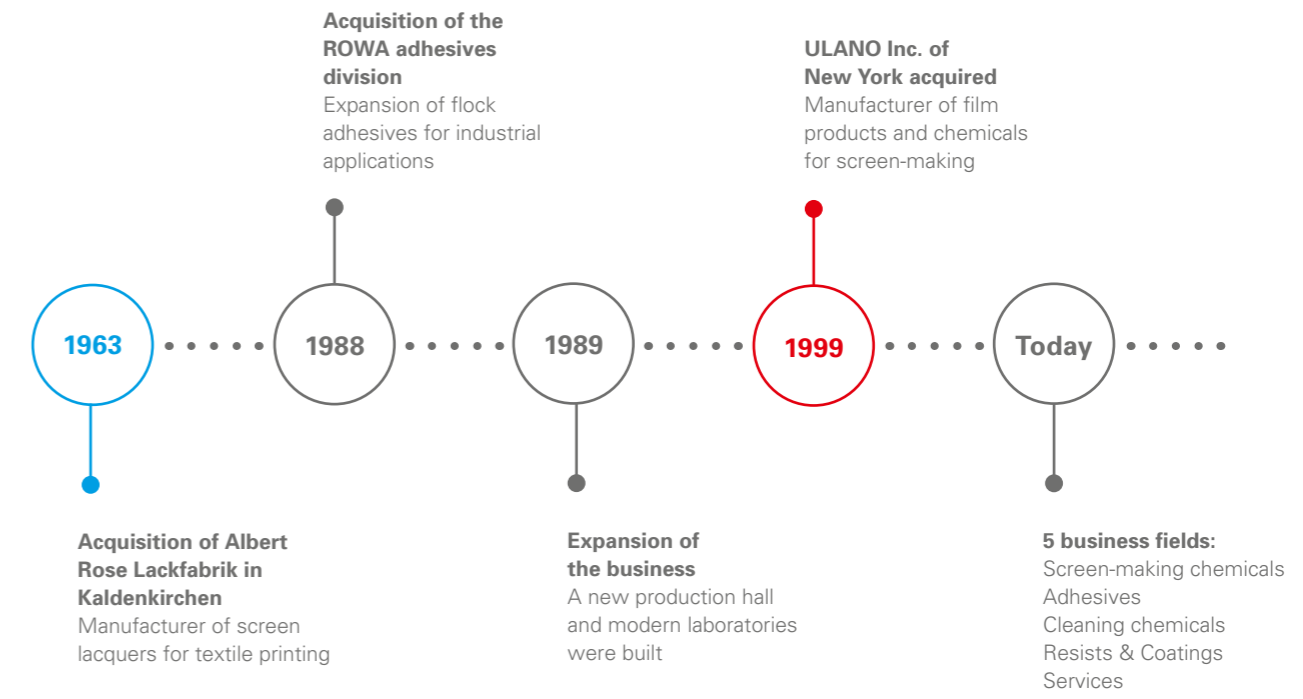 Acquisition of the
ROWA adhesives
division
Expansion of flock
adhesives for industrial
applications
ULANO Inc. of
New York acquired
Manufacturer of film
products and chemicals
for screen-making
1963
1988
1989
1999
Today
Acquisition of Albert
Rose Lackfabrik in
Kaldenkirchen
Manufacturer of screen
lacquers for textile printing
Expansion of
the business
A new production hall
and modern laboratories
were built
5 business fields:
Screen-making chemicals
Adhesives
Cleaning chemicals
Resists & Coatings
Services